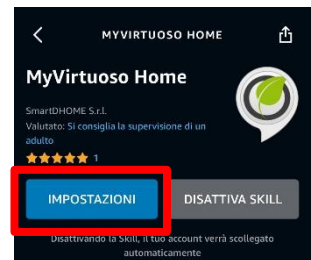 MYVIRTUOSO HOME
MyVirtuoso Home
SmartDHOME S.r.l.
Valutato: Si consiglia la supervisione di un
adulto
1
IMPOSTAZIONI
DISATTIVA SKILL
Disattivando la Skill, il tuo account verrà scollegato
automaticamente